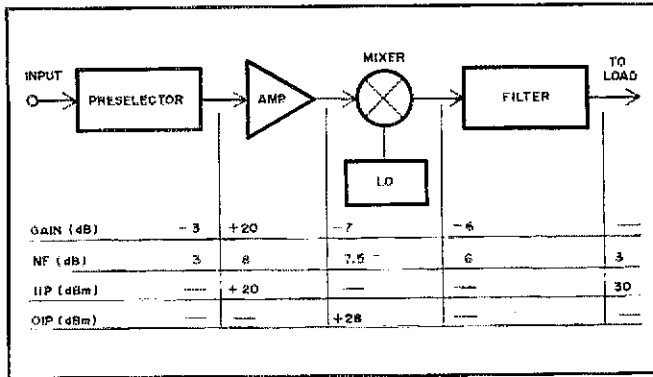 MIXER
INPUT
TO
LOAD
PRESELECTOR
AMP
FILTER
LO
GAIN (dB) -3 +20 -7 -6 —
NF (dB) 3 8 7.5 6 3
IIP (dBm) — +20 — — 30
OIP (dBm) — — +28 — —